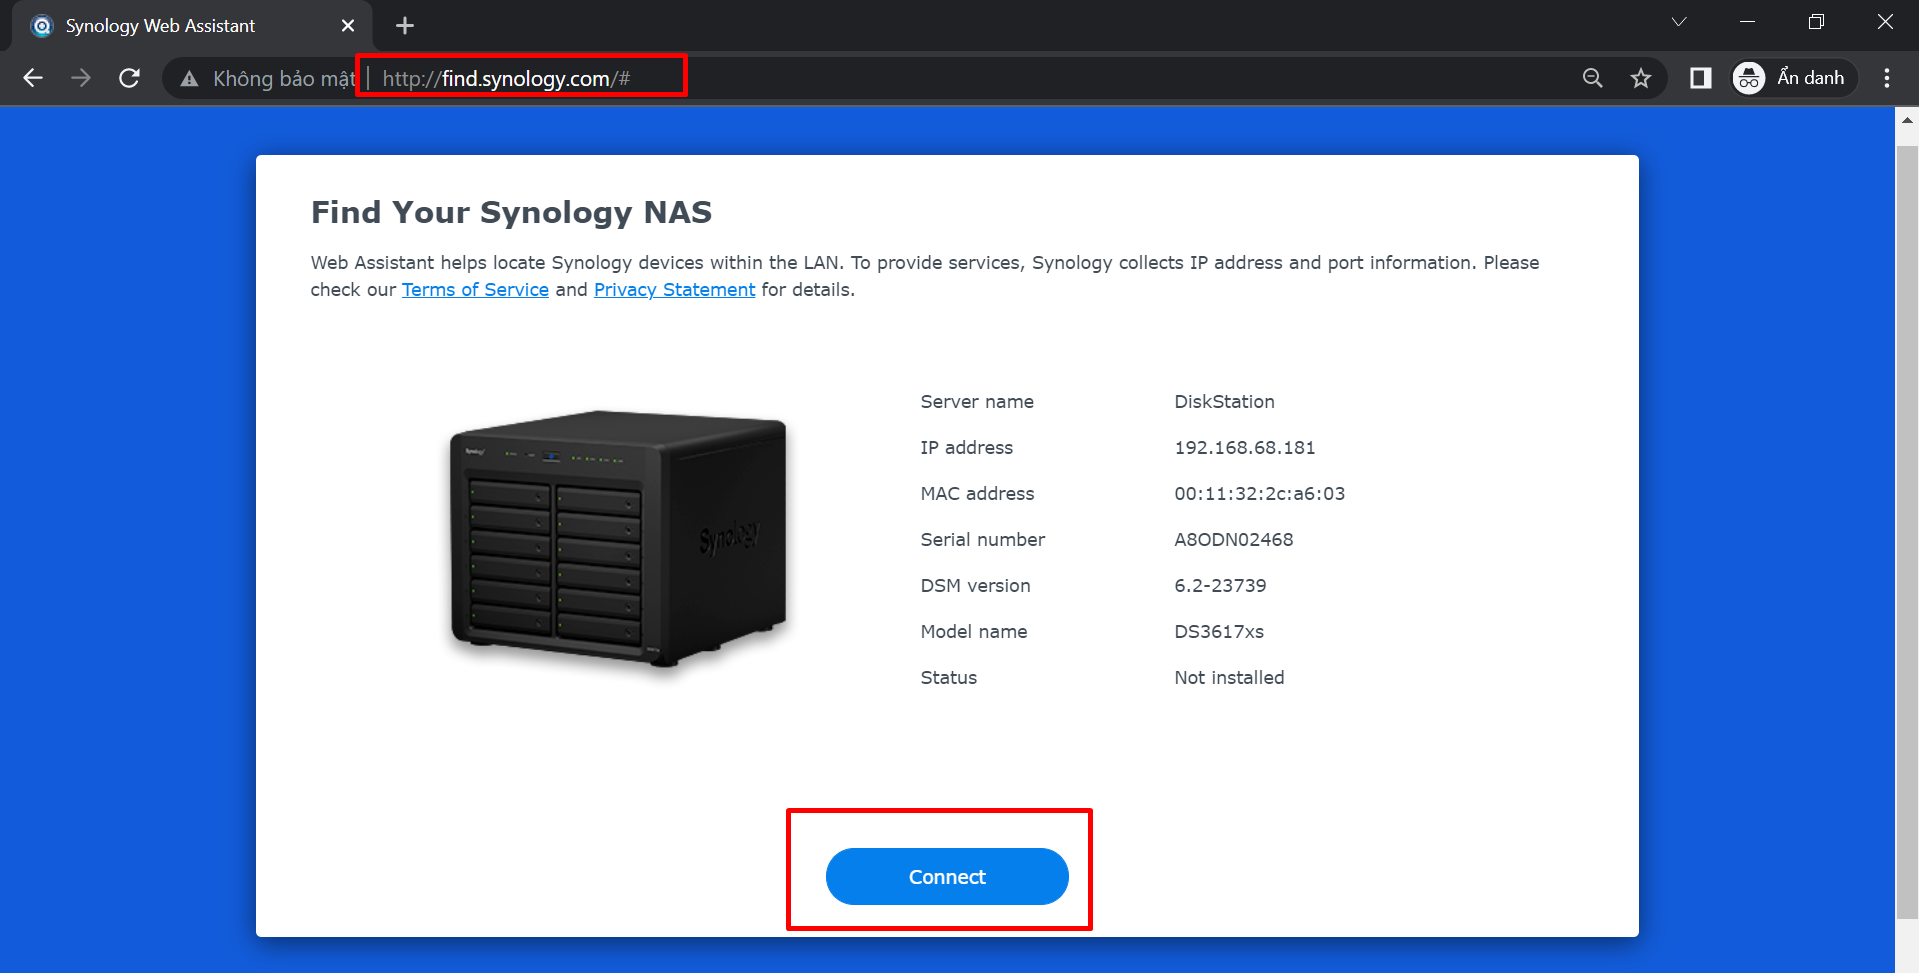 Synology Web Assistant
Không bảo mật
http://find.synology.com/#
Ẩn danh
Find Your Synology NAS
Web Assistant helps locate Synology devices within the LAN. To provide services, Synology collects IP address and port information. Please
check our Terms of Service and Privacy Statement for details.
Synology
Synology
Server name DiskStation
IP address 192.168.68.181
MAC address 00:11:32:2c:a6:03
Serial number A8ODN02468
DSM version 6.2-23739
Model name DS3617xs
Status Not installed
Connect